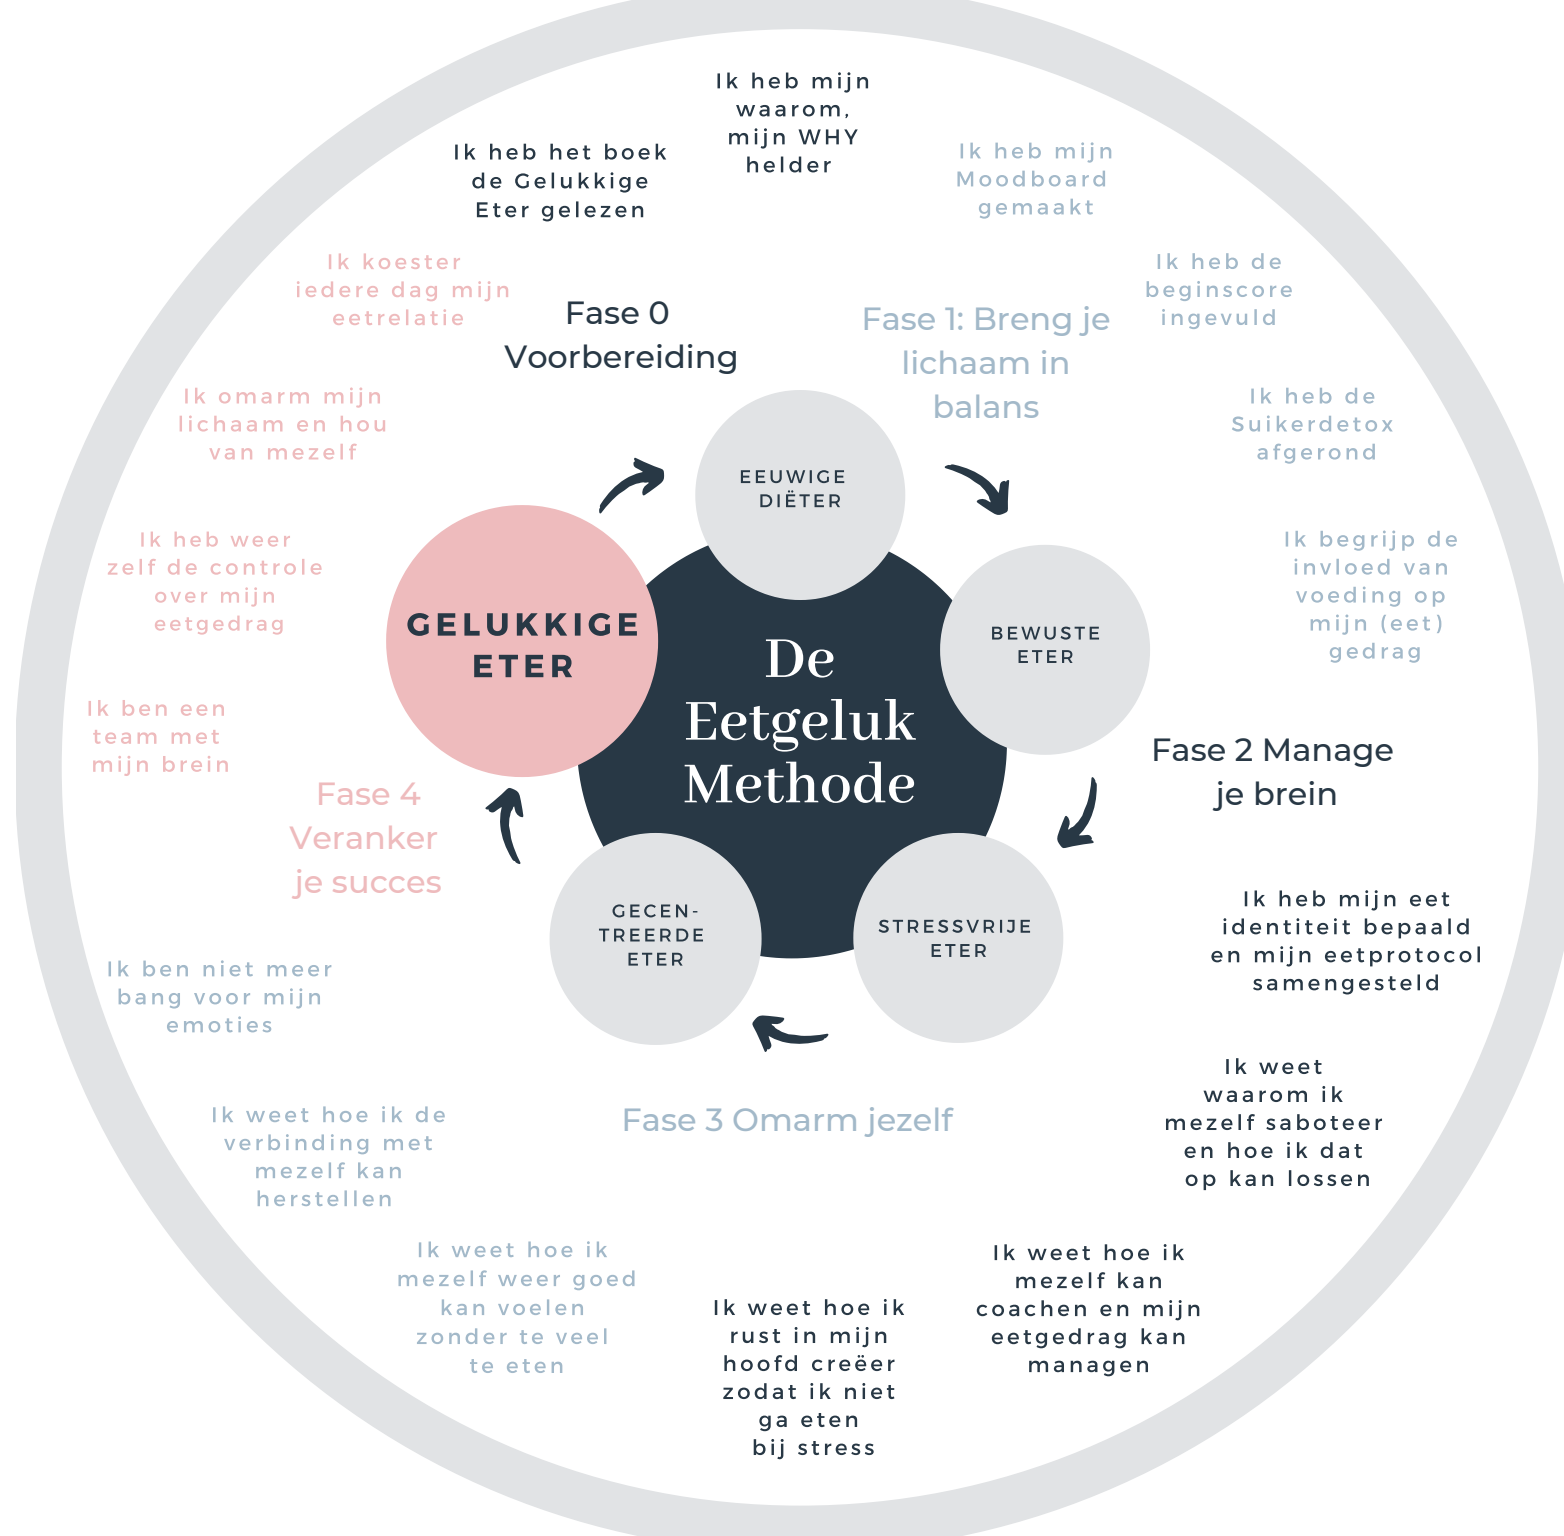 Ik heb mijn
waarom,
mijn WHY
helder
Ik heb het boek
de Gelukkige
Eter gelezen
Ik heb mijn
Moodboard
gemaakt
Ik koester
iedere dag mijn
eetrelatie
Ik heb de
beginscore
ingevuld
Fase 0
Voorbereiding
Fase 1: Breng je
lichaam in
balans
Ik omarm mijn
lichaam en hou
van mezelf
Ik heb de
Suikerdetox
afgerond
EEUWIGE
DIËTER
Ik heb weer
zelf de controle
over mijn
eetgedrag
Ik begrijp de
invloed van
voeding op
mijn (eet)
gedrag
GELUKKIGE
ETER
BEWUSTE
ETER
De
Eetgeluk
Methode
Ik ben een
team met
mijn brein
Fase 2 Manage
je brein
Fase 4
Veranker
je succes
GECEN-
TREERDE
ETER
STRESSVRIJE
ETER
Ik heb mijn eet
identiteit bepaald
en mijn eetprotocol
samengesteld
Ik ben niet meer
bang voor mijn
emoties
Ik weet
waarom ik
mezelf saboteer
en hoe ik dat
op kan lossen
Fase 3 Omarm jezelf
Ik weet hoe ik de
verbinding met
mezelf kan
herstellen
Ik weet hoe ik
mezelf weer goed
kan voelen
zonder te veel
te eten
Ik weet hoe ik
rust in mijn
hoofd creëer
zodat ik niet
ga eten
bij stress
Ik weet hoe ik
mezelf kan
coachen en mijn
eetgedrag kan
managen